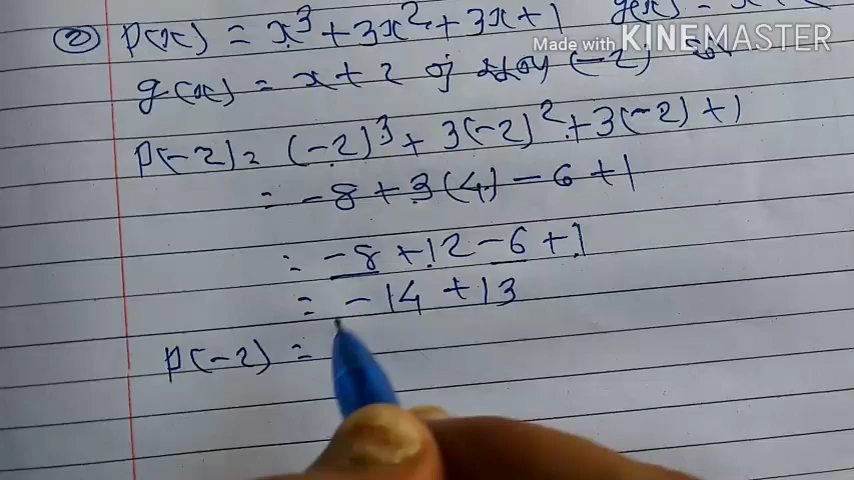 ② p(x) = x³ + 3x² + 3x + 1 g(x) = x
Made with KINEMASTER
g(x) = x + 2 (-2)
p(-2) = (-2)³ + 3(-2)² + 3(-2) + 1
= -8 + 3(4) - 6 + 1
= -8 + 12 - 6 + 1
= -14 + 13
p(-2) =